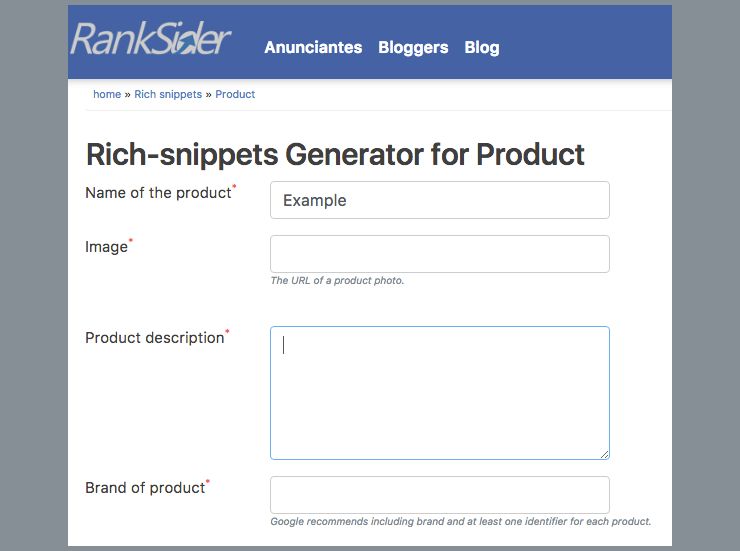 RankSider Anunciantes Bloggers Blog
home » Rich snippets » Product
Rich-snippets Generator for Product
Name of the product* Example
Image*
The URL of a product photo.
Product description*
Brand of product*
Google recommends including brand and at least one identifier for each product.